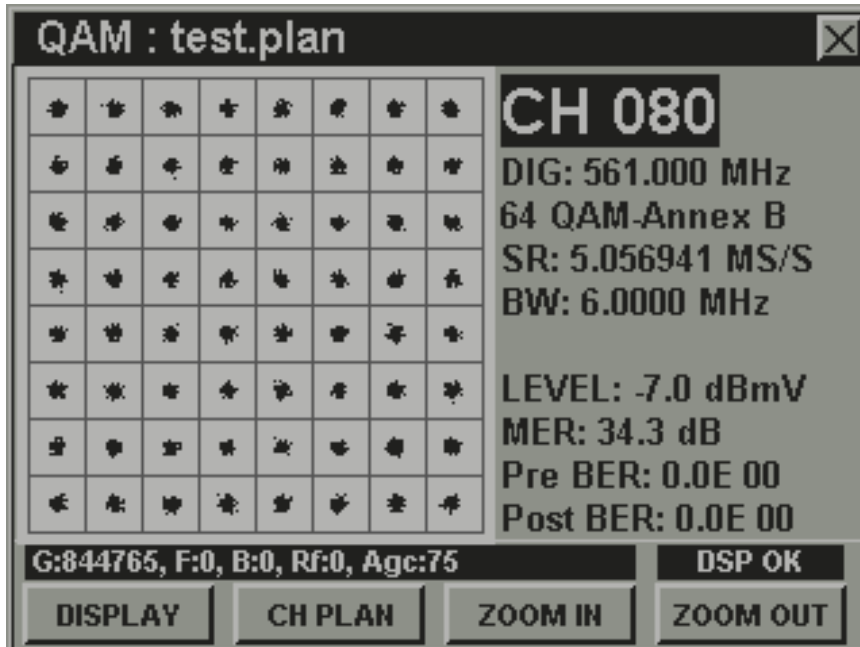 QAM : test.plan
CH 080
DIG: 561.000 MHz
64 QAM-Annex B
SR: 5.056941 MS/S
BW: 6.0000 MHz
LEVEL: -7.0 dBmV
MER: 34.3 dB
Pre BER: 0.0E 00
Post BER: 0.0E 00
G:844765, F:0, B:0, Rf:0, Agc:75
DSP OK
DISPLAY
CH PLAN
ZOOM IN
ZOOM OUT